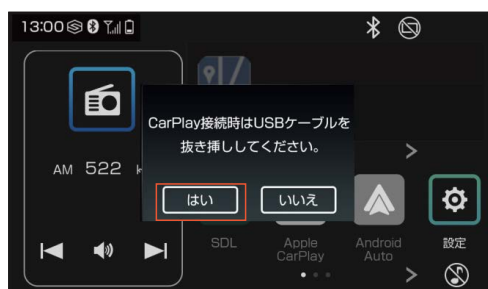 13:00
CarPlay接続時はUSBケーブルを
抜き挿ししてください。
AM 522 k
はい
いいえ
SDL
Apple
CarPlay
Android
Auto
設定